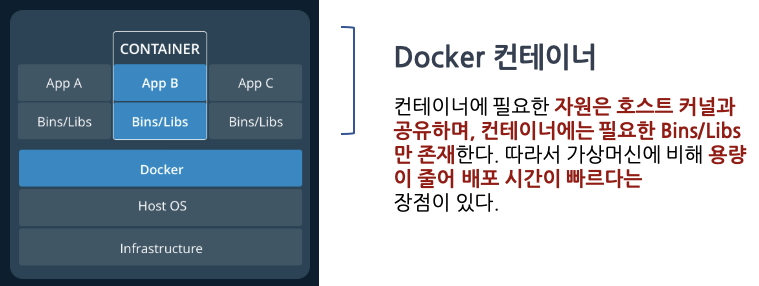 CONTAINER
App A
App B
App C
Bins/Libs
Bins/Libs
Bins/Libs
Docker
Host OS
Infrastructure
Docker 컨테이너
컨테이너에 필요한 자원은 호스트 커널과
공유하며, 컨테이너에는 필요한 Bins/Libs
만 존재한다. 따라서 가상머신에 비해 용량
이 줄어 배포 시간이 빠르다는
장점이 있다.